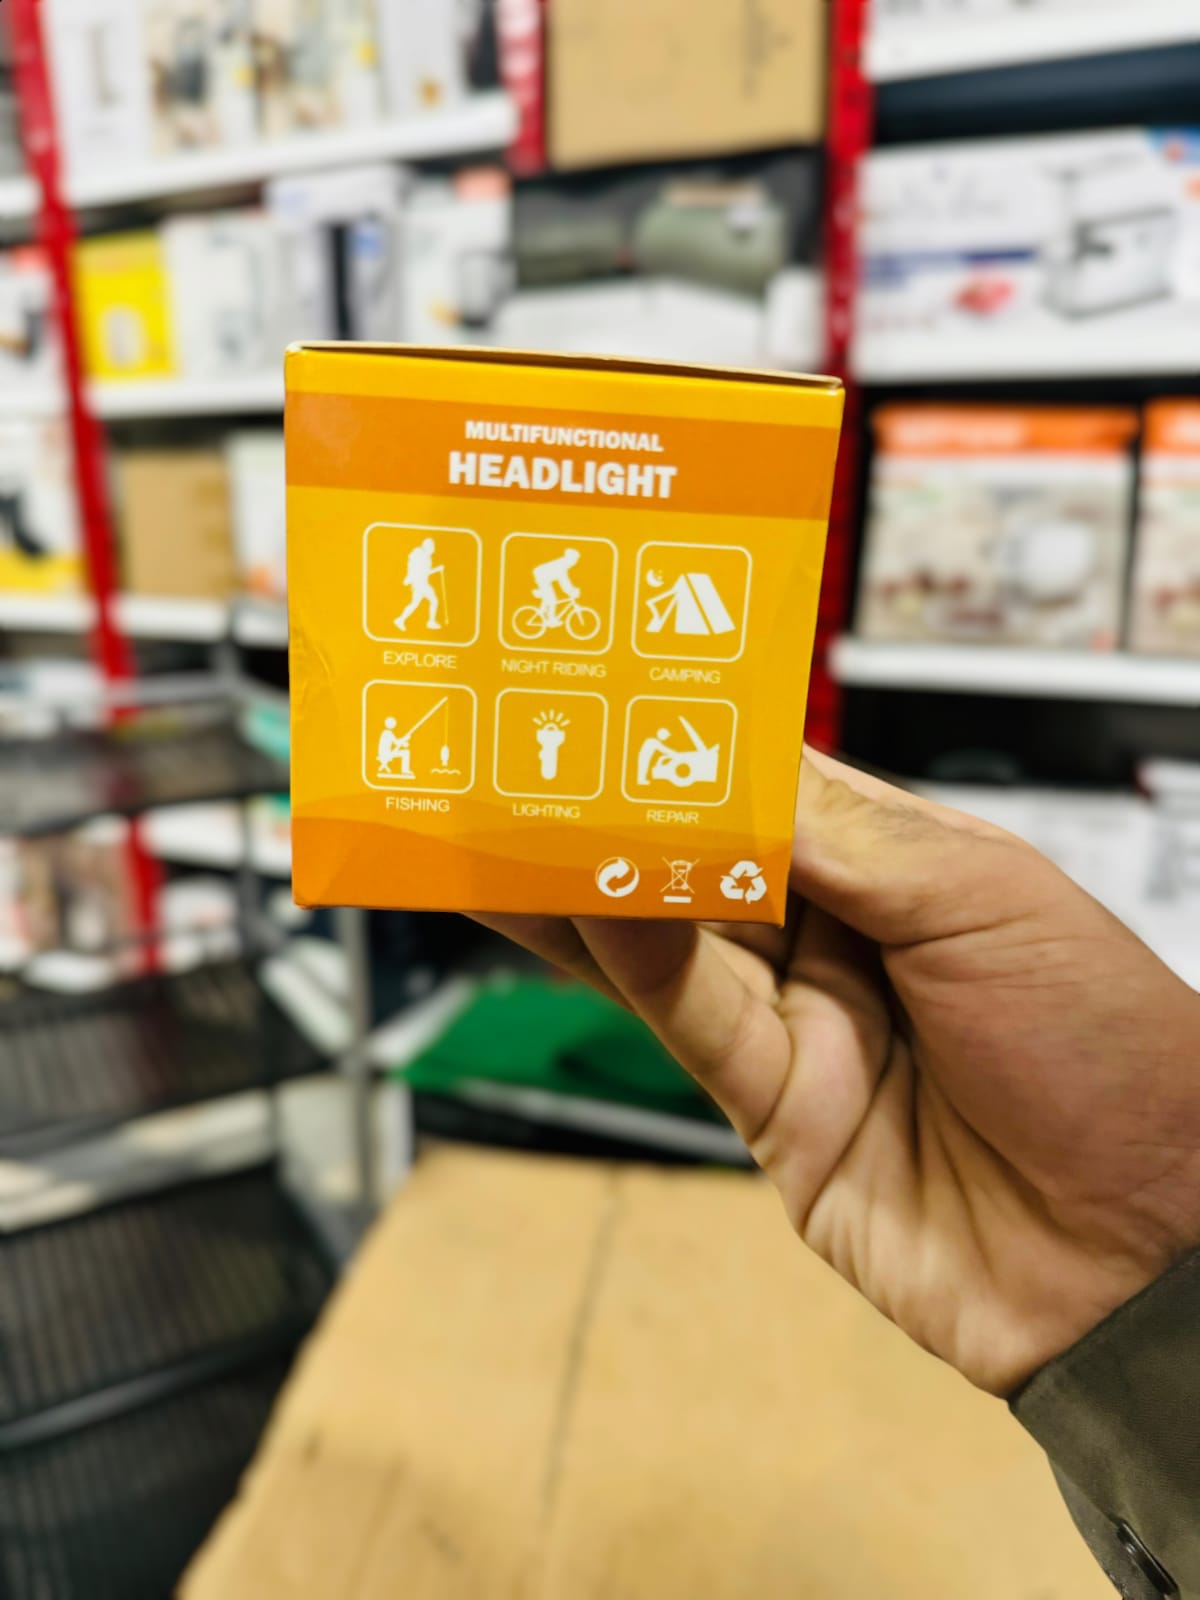 MULTIFUNCTIONAL
HEADLIGHT
EXPLORE
NIGHT RIDING
CAMPING
FISHING
LIGHTING
REPAIR